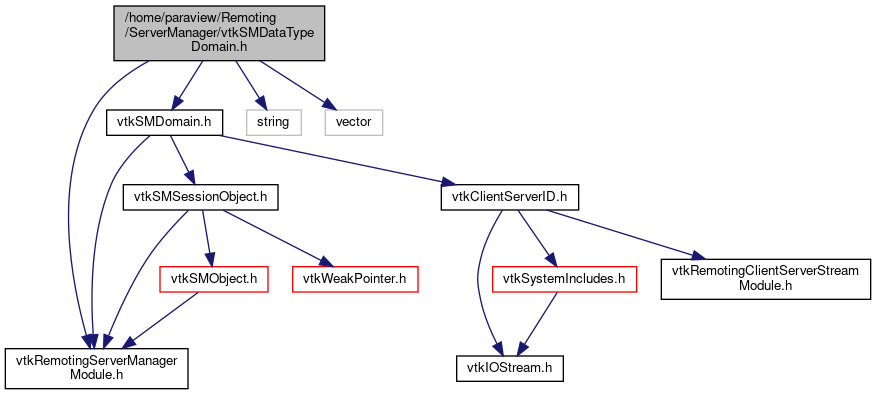 /home/paraview/Remoting
/ServerManager/vtkSMDataType
Domain.h
vtkSMDomain.h
string
vector
vtkSMSessionObject.h
vtkClientServerID.h
vtkSMObject.h
vtkWeakPointer.h
vtkSystemIncludes.h
vtkRemotingClientServerStream
Module.h
vtkRemotingServerManager
Module.h
vtkIOStream.h